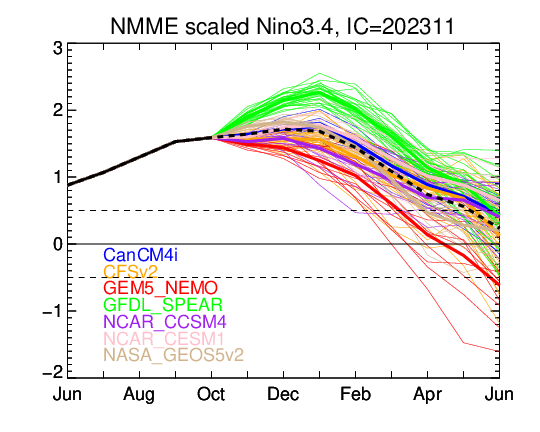 NMME scaled Nino3.4, IC=202311
3
2
1
0
−1
−2
CanCM4i
CFSv2
GEM5_NEMO
GFDL_SPEAR
NCAR_CCSM4
NCAR_CESM1
NASA_GEOS5v2
Jun Aug Oct Dec Feb Apr Jun